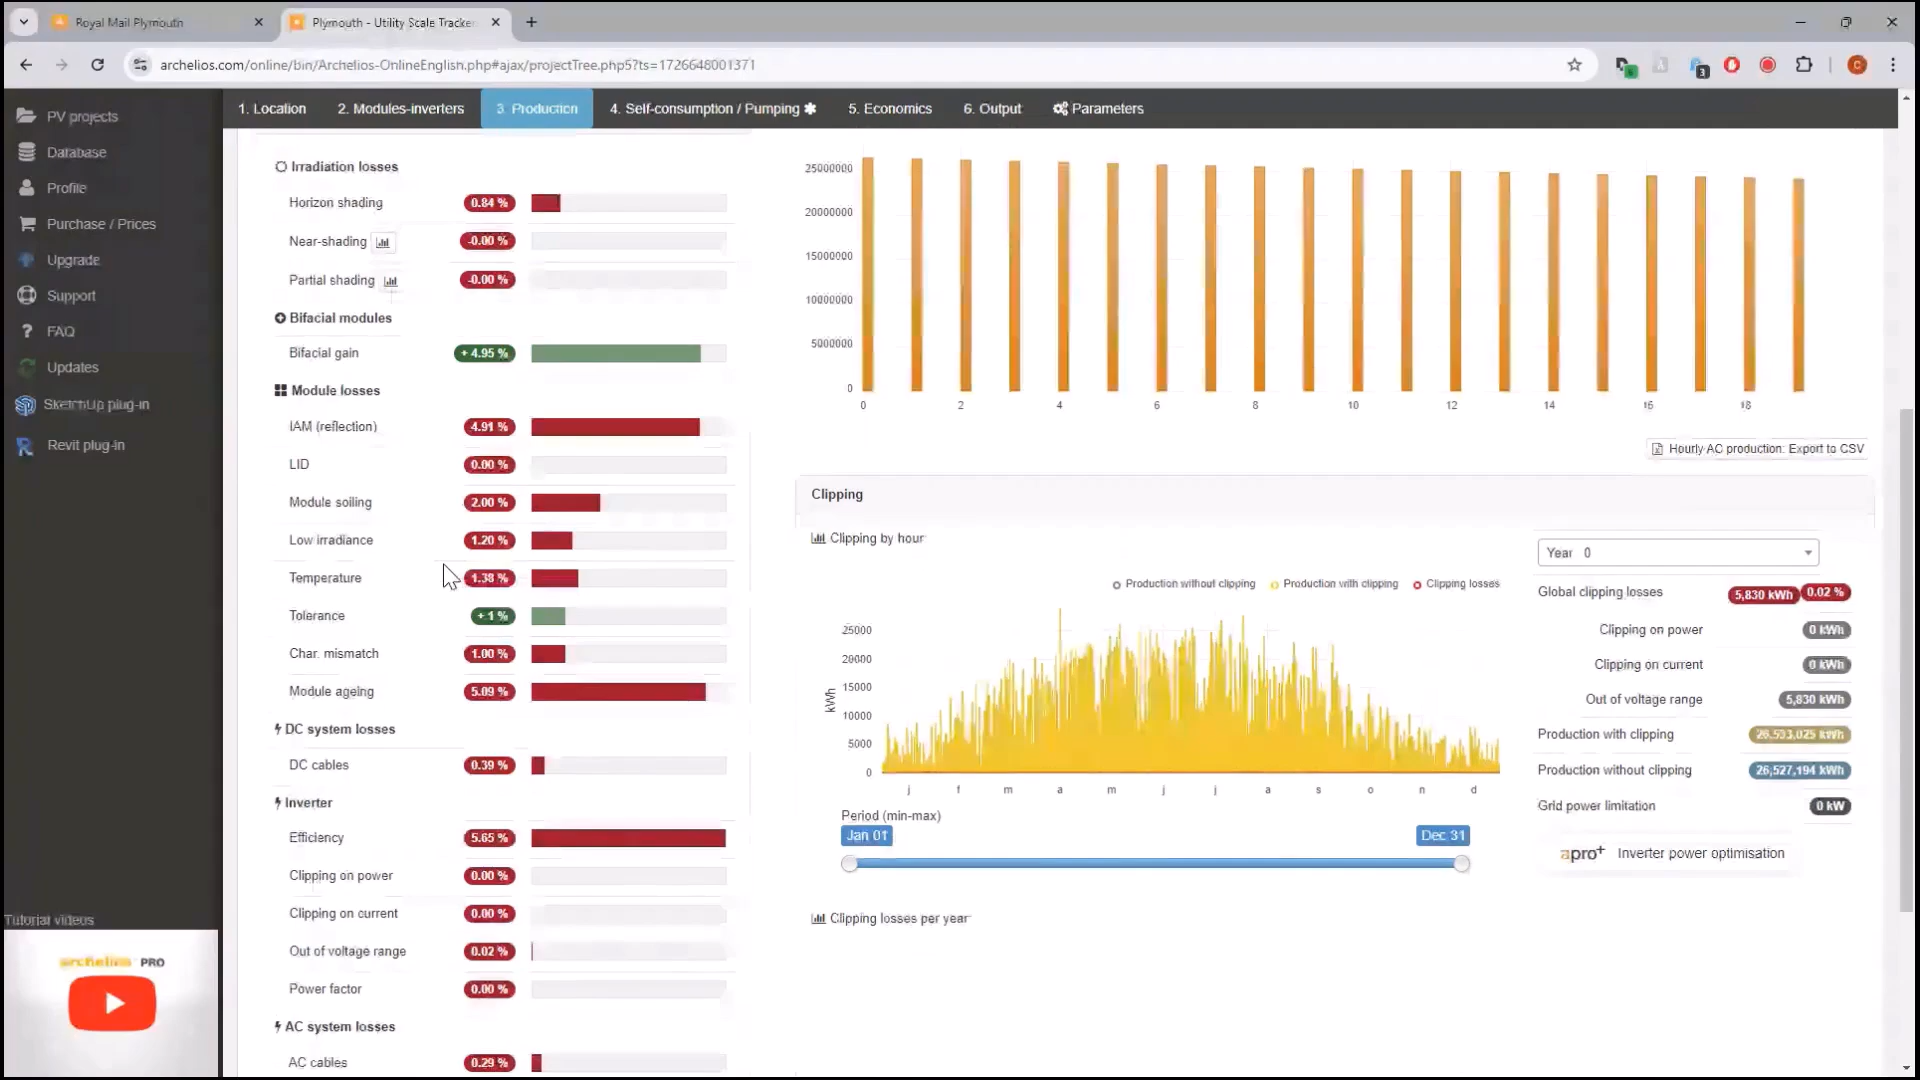 Royal Mail Plymouth
Plymouth - Utility Scale Tracker
archelios.com/online/bin/Archelios-OnlineEnglish.php#ajax/projectTree.php5?ts=1726648001371
PV projects
Database
Profile
Purchase / Prices
Upgrade
Support
? FAQ
Updates
SketchUp plug-in
Revit plug-in
Tutorial videos
archelios PRO
1. Location 2. Modules-inverters 3. Production 4. Self-consumption / Pumping ✱ 5. Economics 6. Output Parameters
Irradiation losses
Horizon shading 0.84 %
Near-shading -0.00 %
Partial shading -0.00 %
Bifacial modules
Bifacial gain + 4.95 %
Module losses
IAM (reflection) 4.91 %
LID 0.00 %
Module soiling 2.00 %
Low irradiance 1.20 %
Temperature 1.38 %
Tolerance + 1 %
Char. mismatch 1.00 %
Module ageing 5.09 %
DC system losses
DC cables 0.39 %
Inverter
Efficiency 5.65 %
Clipping on power 0.00 %
Clipping on current 0.00 %
Out of voltage range 0.02 %
Power factor 0.00 %
AC system losses
AC cables 0.29 %
25000000
20000000
15000000
10000000
5000000
0
0 2 4 6 8 10 12 14 16 18
Hourly AC production: Export to CSV
Clipping
Clipping by hour
Production without clipping Production with clipping Clipping losses
kWh
25000
20000
15000
10000
5000
0
j f m a m j j a s o n d
Period (min-max)
Jan 01 Dec 31
Clipping losses per year
Year 0
Global clipping losses 5,830 kWh 0.02 %
Clipping on power 0 kWh
Clipping on current 0 kWh
Out of voltage range 5,830 kWh
Production with clipping 26,533,025 kWh
Production without clipping 26,527,194 kWh
Grid power limitation 0 kW
apro+ Inverter power optimisation